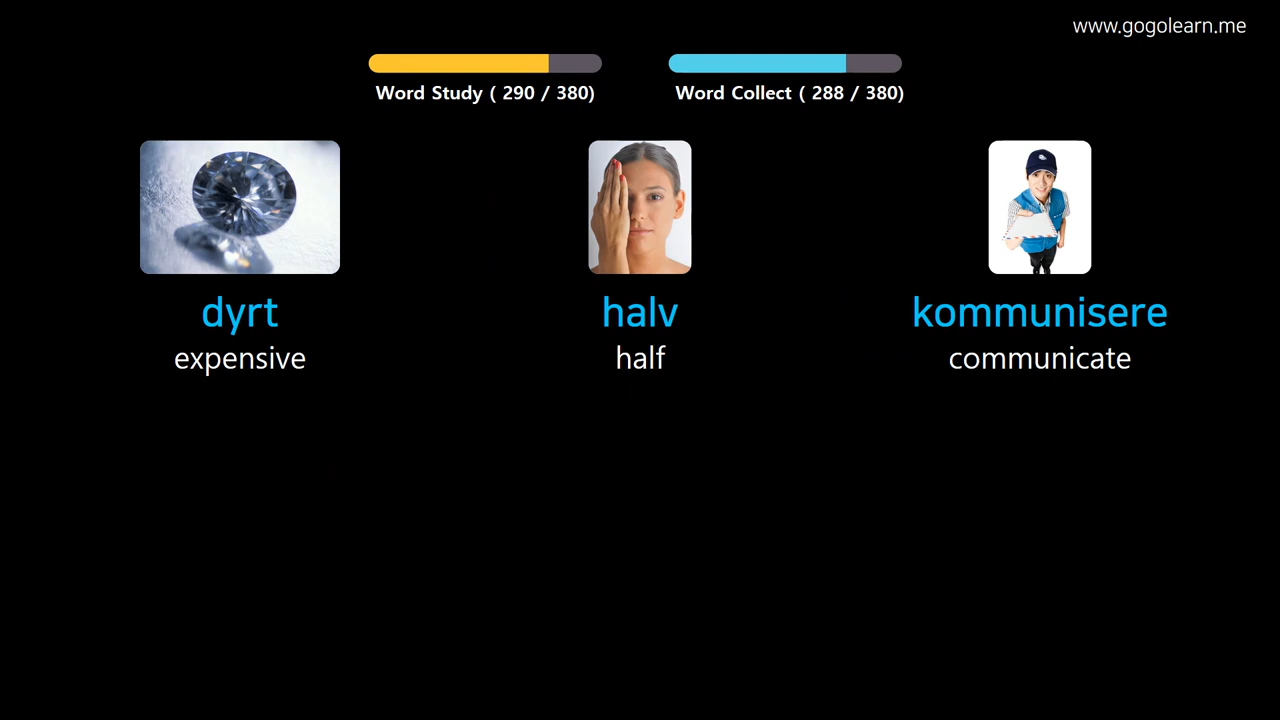 www.gogolearn.me
Word Study ( 290 / 380)
Word Collect ( 288 / 380)
dyrt
expensive
halv
half
kommunisere
communicate